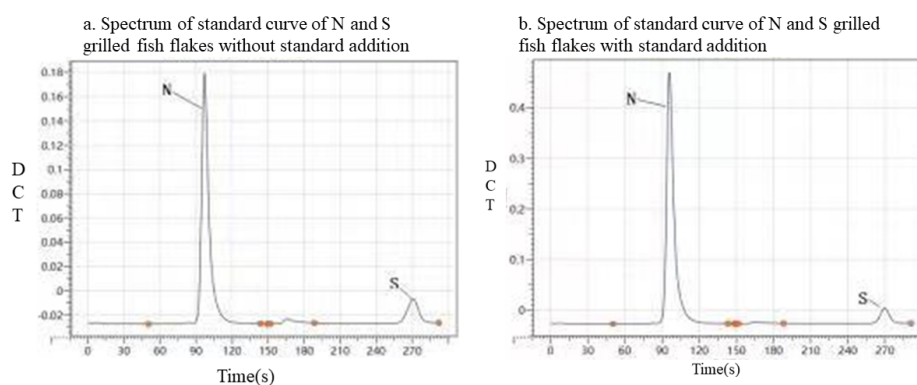 a. Spectrum of standard curve of N and S
grilled fish flakes without standard addition
0.18
0.16
0.14
0.12
0.1
0.08
0.06
0.04
0.02
0
-0.02
D
C
T
N
S
0 30 60 90 120 150 180 210 240 270
Time(s)
b. Spectrum of standard curve of N and S grilled
fish flakes with standard addition
0.4
0.3
0.2
0.1
0
D
C
T
N
S
0 30 60 90 120 150 180 210 240 270
Time(s)